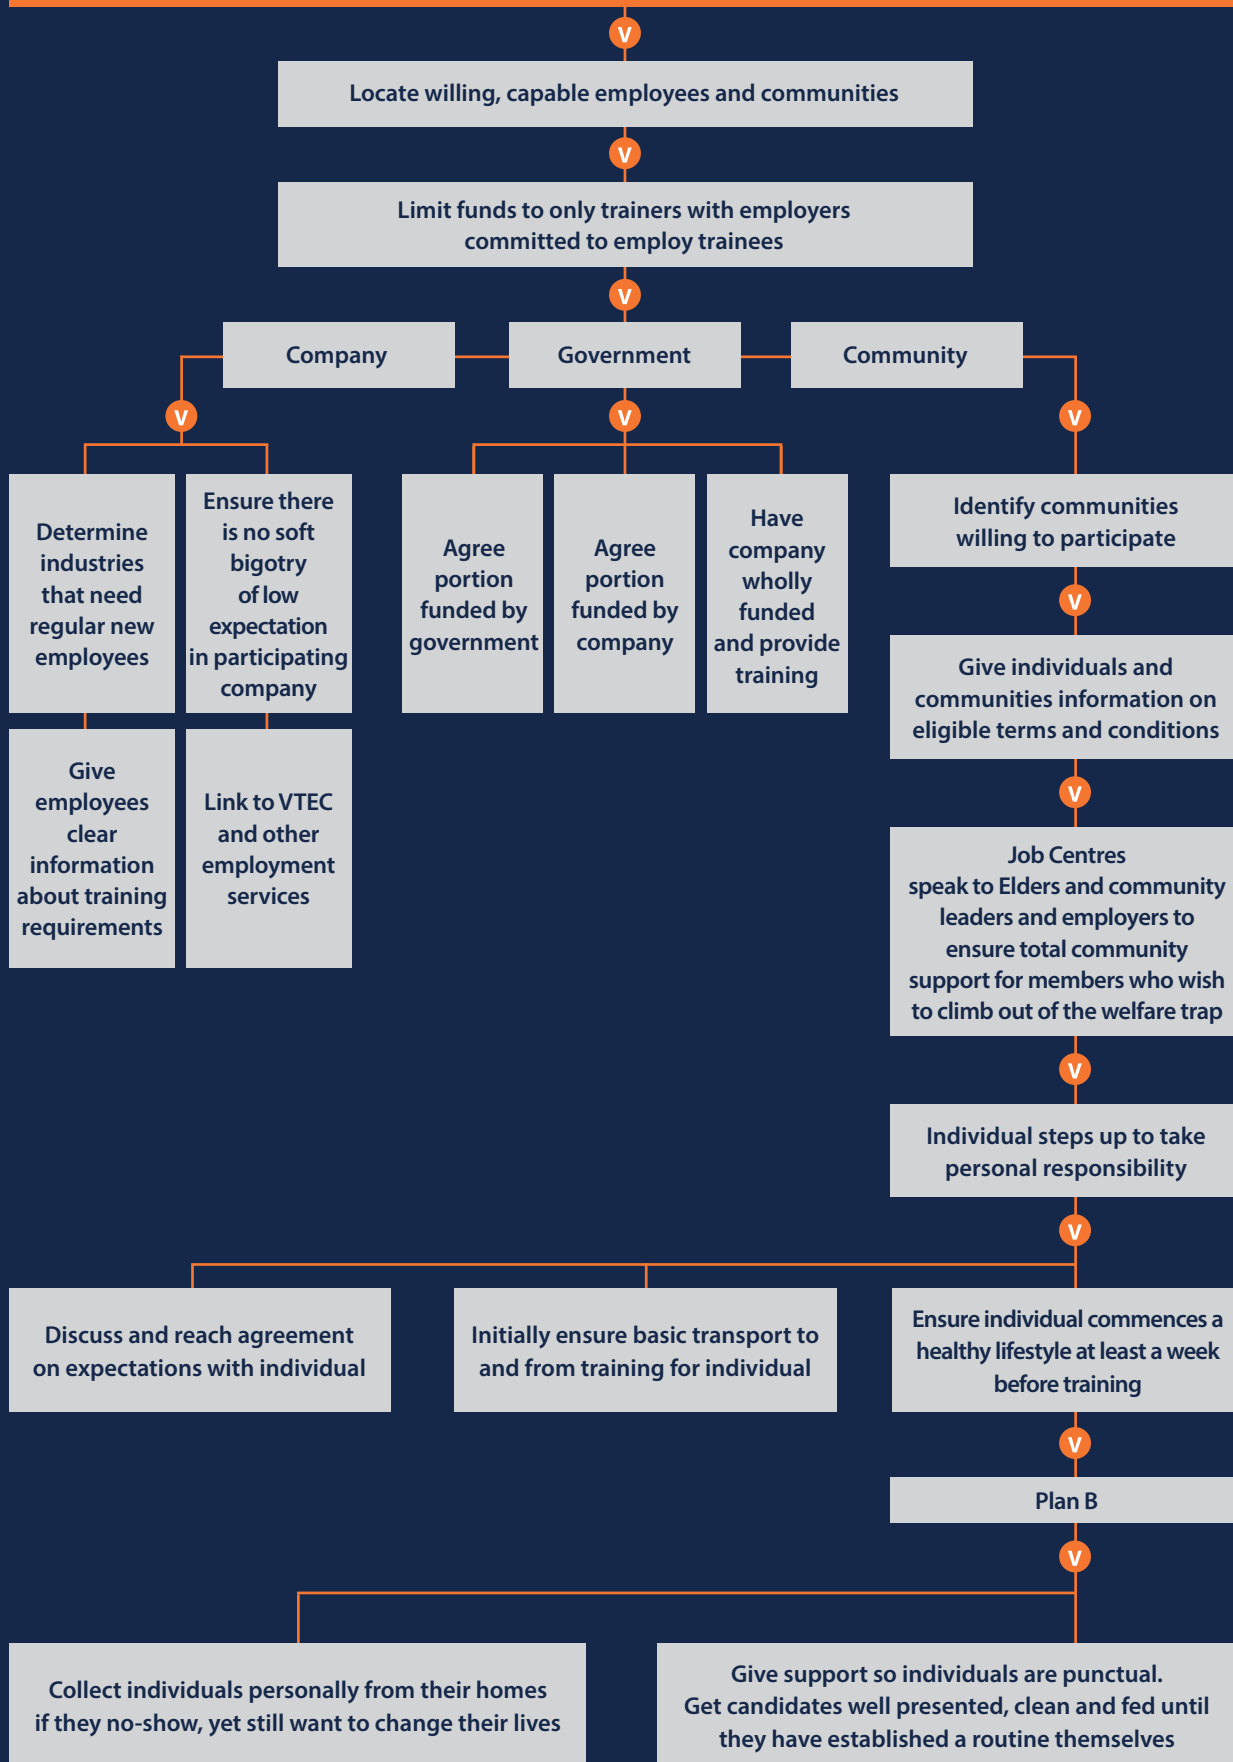 V
Locate willing, capable employees and communities
V
Limit funds to only trainers with employers
committed to employ trainees
V
Company
Government
Community
V
V
V
Determine
industries
that need
regular new
employees
Ensure there
is no soft
bigotry
of low
expectation
in participating
company
Agree
portion
funded by
government
Agree
portion
funded by
company
Have
company
wholly
funded
and provide
training
Give
employees
clear
information
about training
requirements
Link to VTEC
and other
employment
services
Identify communities
willing to participate
V
Give individuals and
communities information on
eligible terms and conditions
V
Job Centres
speak to Elders and community
leaders and employers to
ensure total community
support for members who wish
to climb out of the welfare trap
V
Individual steps up to take
personal responsibility
V
Discuss and reach agreement
on expectations with individual
Initially ensure basic transport to
and from training for individual
Ensure individual commences a
healthy lifestyle at least a week
before training
V
Plan B
V
Collect individuals personally from their homes
if they no-show, yet still want to change their lives
Give support so individuals are punctual.
Get candidates well presented, clean and fed until
they have established a routine themselves